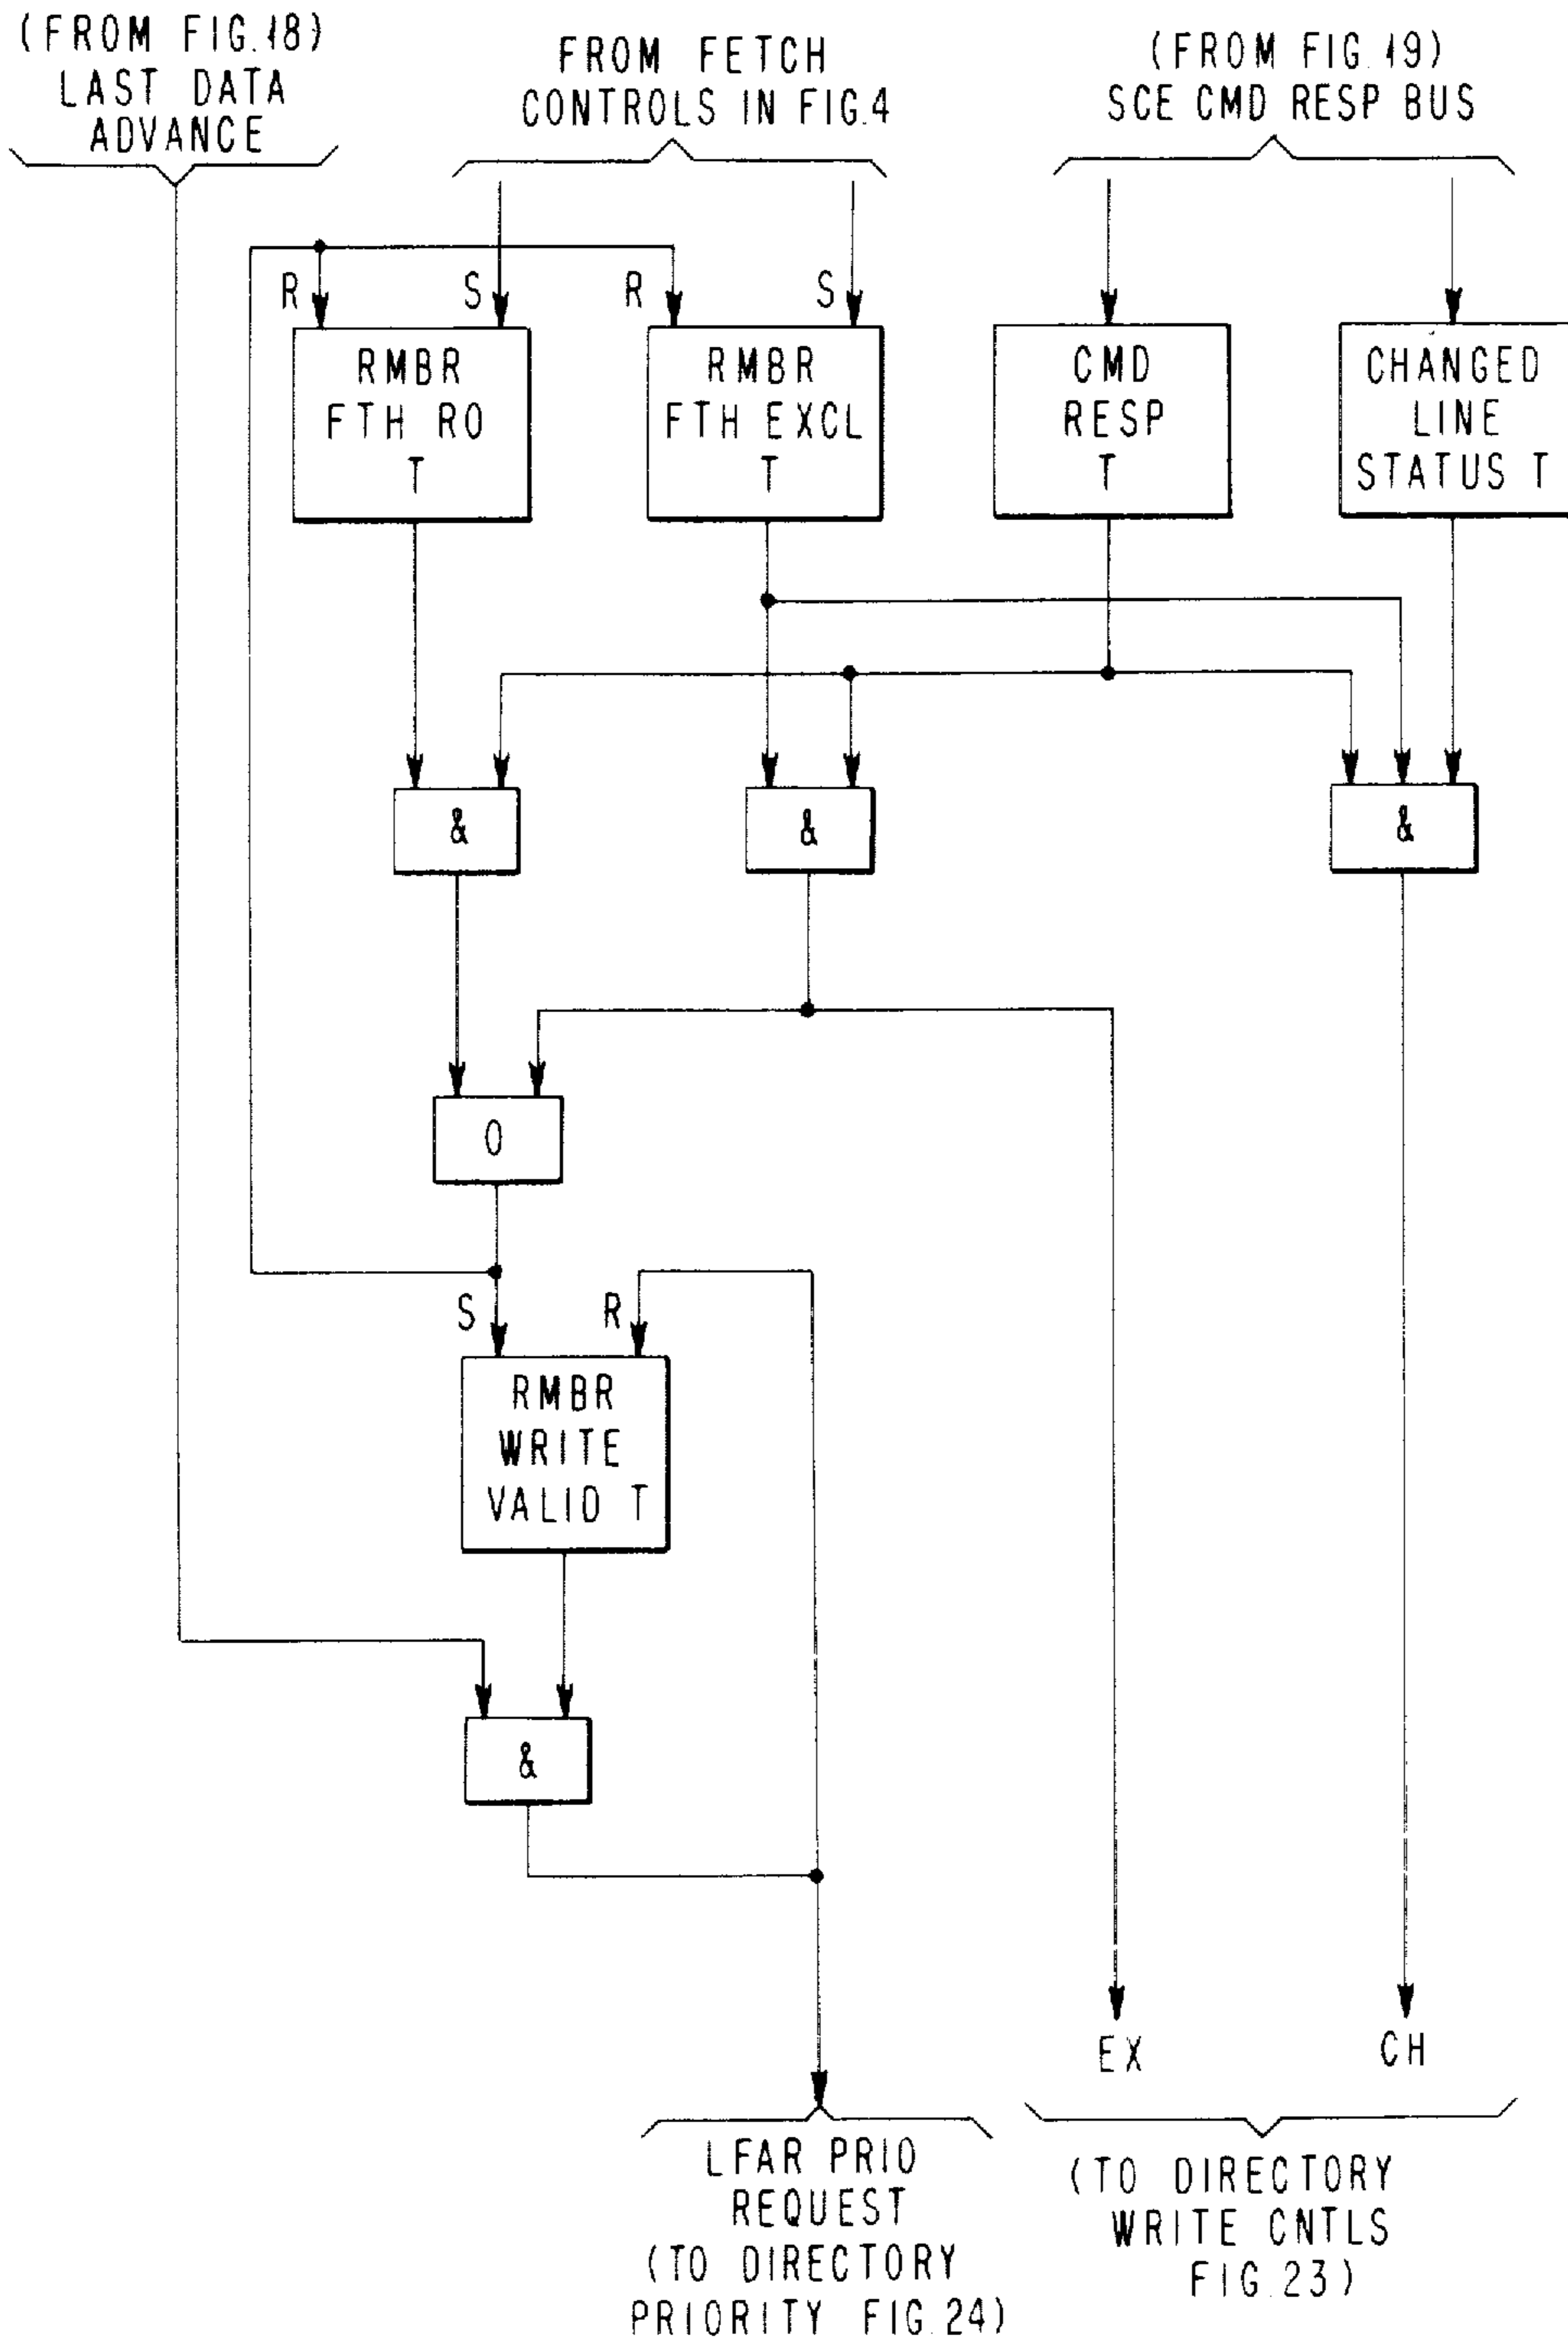 (FROM FIG. 18)
LAST DATA
ADVANCE
FROM FETCH
CONTROLS IN FIG. 4
(FROM FIG. 19)
SCE CMD RESP BUS
R
S
R
S
RMBR
FTH RO
T
RMBR
FTH EXCL
T
CMD
RESP
T
CHANGED
LINE
STATUS T
&
&
&
O
S
R
RMBR
WRITE
VALID T
&
EX
CH
LFAR PRIO
REQUEST
(TO DIRECTORY
PRIORITY FIG. 24)
(TO DIRECTORY
WRITE CNTLS
FIG. 23)